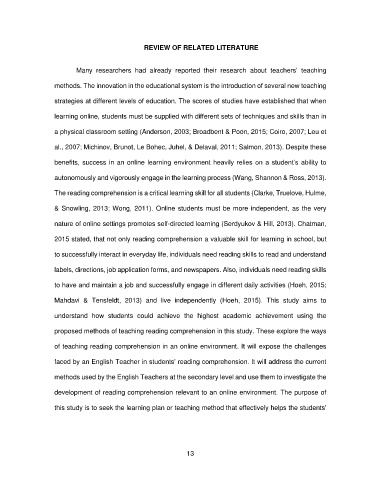 REVIEW OF RELATED LITERATURE
Many researchers had already reported their research about teachers' teaching
methods. The innovation in the educational system is the introduction of several new teaching
strategies at different levels of education. The scores of studies have established that when
learning online, students must be supplied with different sets of techniques and skills than in
a physical classroom setting (Anderson, 2003; Broadbent & Poon, 2015; Coiro, 2007; Leu et
al., 2007; Michinov, Brunot, Le Bohec, Juhel, & Delaval, 2011; Salmon, 2013). Despite these
benefits, success in an online learning environment heavily relies on a student's ability to
autonomously and vigorously engage in the learning process (Wang, Shannon & Ross, 2013).
The reading comprehension is a critical learning skill for all students (Clarke, Truelove, Hulme,
& Snowling, 2013; Wong, 2011). Online students must be more independent, as the very
nature of online settings promotes self-directed learning (Serdyukov & Hill, 2013). Chatman,
2015 stated, that not only reading comprehension a valuable skill for learning in school, but
to successfully interact in everyday life, individuals need reading skills to read and understand
labels, directions, job application forms, and newspapers. Also, individuals need reading skills
to have and maintain a job and successfully engage in different daily activities (Hoeh, 2015;
Mahdavi & Tensfeldt, 2013) and live independently (Hoeh, 2015). This study aims to
understand how students could achieve the highest academic achievement using the
proposed methods of teaching reading comprehension in this study. These explore the ways
of teaching reading comprehension in an online environment. It will expose the challenges
faced by an English Teacher in students' reading comprehension. It will address the current
methods used by the English Teachers at the secondary level and use them to investigate the
development of reading comprehension relevant to an online environment. The purpose of
this study is to seek the learning plan or teaching method that effectively helps the students'
13